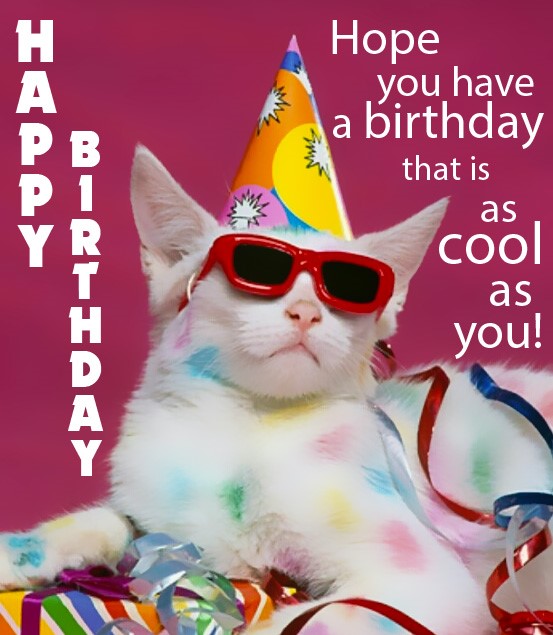 HAPPY
BIRTHDAY
Hope
you have
a birthday
that is
as
cool
as
you!